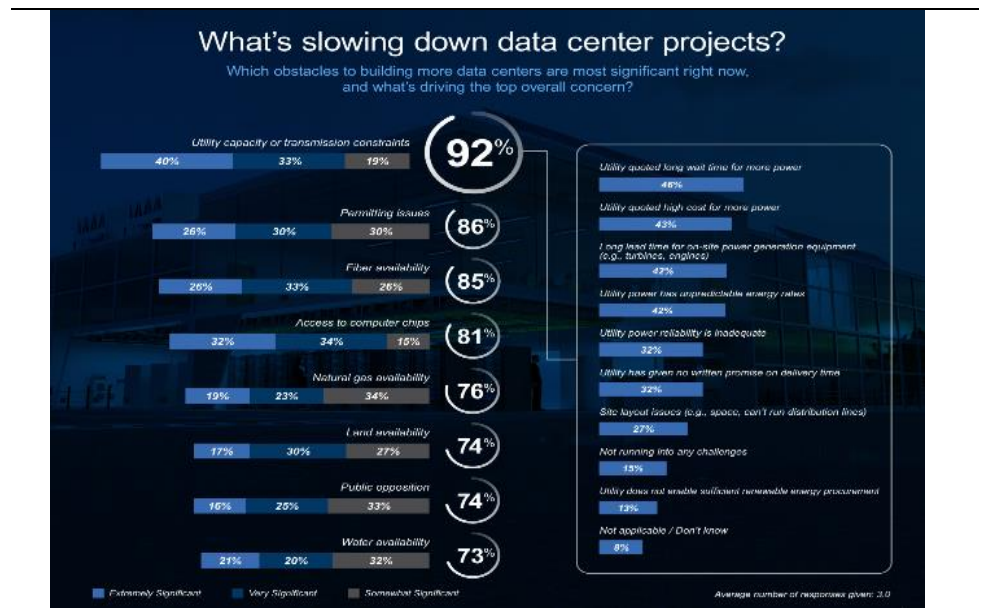 What's slowing down data center projects?
Which obstacles to building more data centers are most significant right now,
and what's driving the top overall concern?
Utility capacity or transmission constraints
40% 33% 19%
92%
Permitting issues
26% 30% 30%
86%
Fiber availability
26% 33% 26%
85%
Access to computer chips
32% 34% 15%
81%
Natural gas availability
19% 23% 34%
76%
Land availability
17% 30% 27%
74%
Public opposition
16% 25% 33%
74%
Water availability
21% 20% 32%
73%
Extremely Significant Very Significant Somewhat Significant
Utility quoted long wait time for more power
46%
Utility quoted high cost for more power
43%
Long lead time for on-site power generation equipment
(e.g., turbines, engines)
Utility power has unpredictable energy rates
42%
Utility power reliability is inadequate
32%
Utility has given no written promise on delivery time
32%
Site layout issues (e.g., space, can't run distribution lines)
27%
Not running into any challenges
15%
Utility does not enable sufficient renewable energy procurement
13%
Not applicable / Don't know
8%
Average number of responses given: 3.0